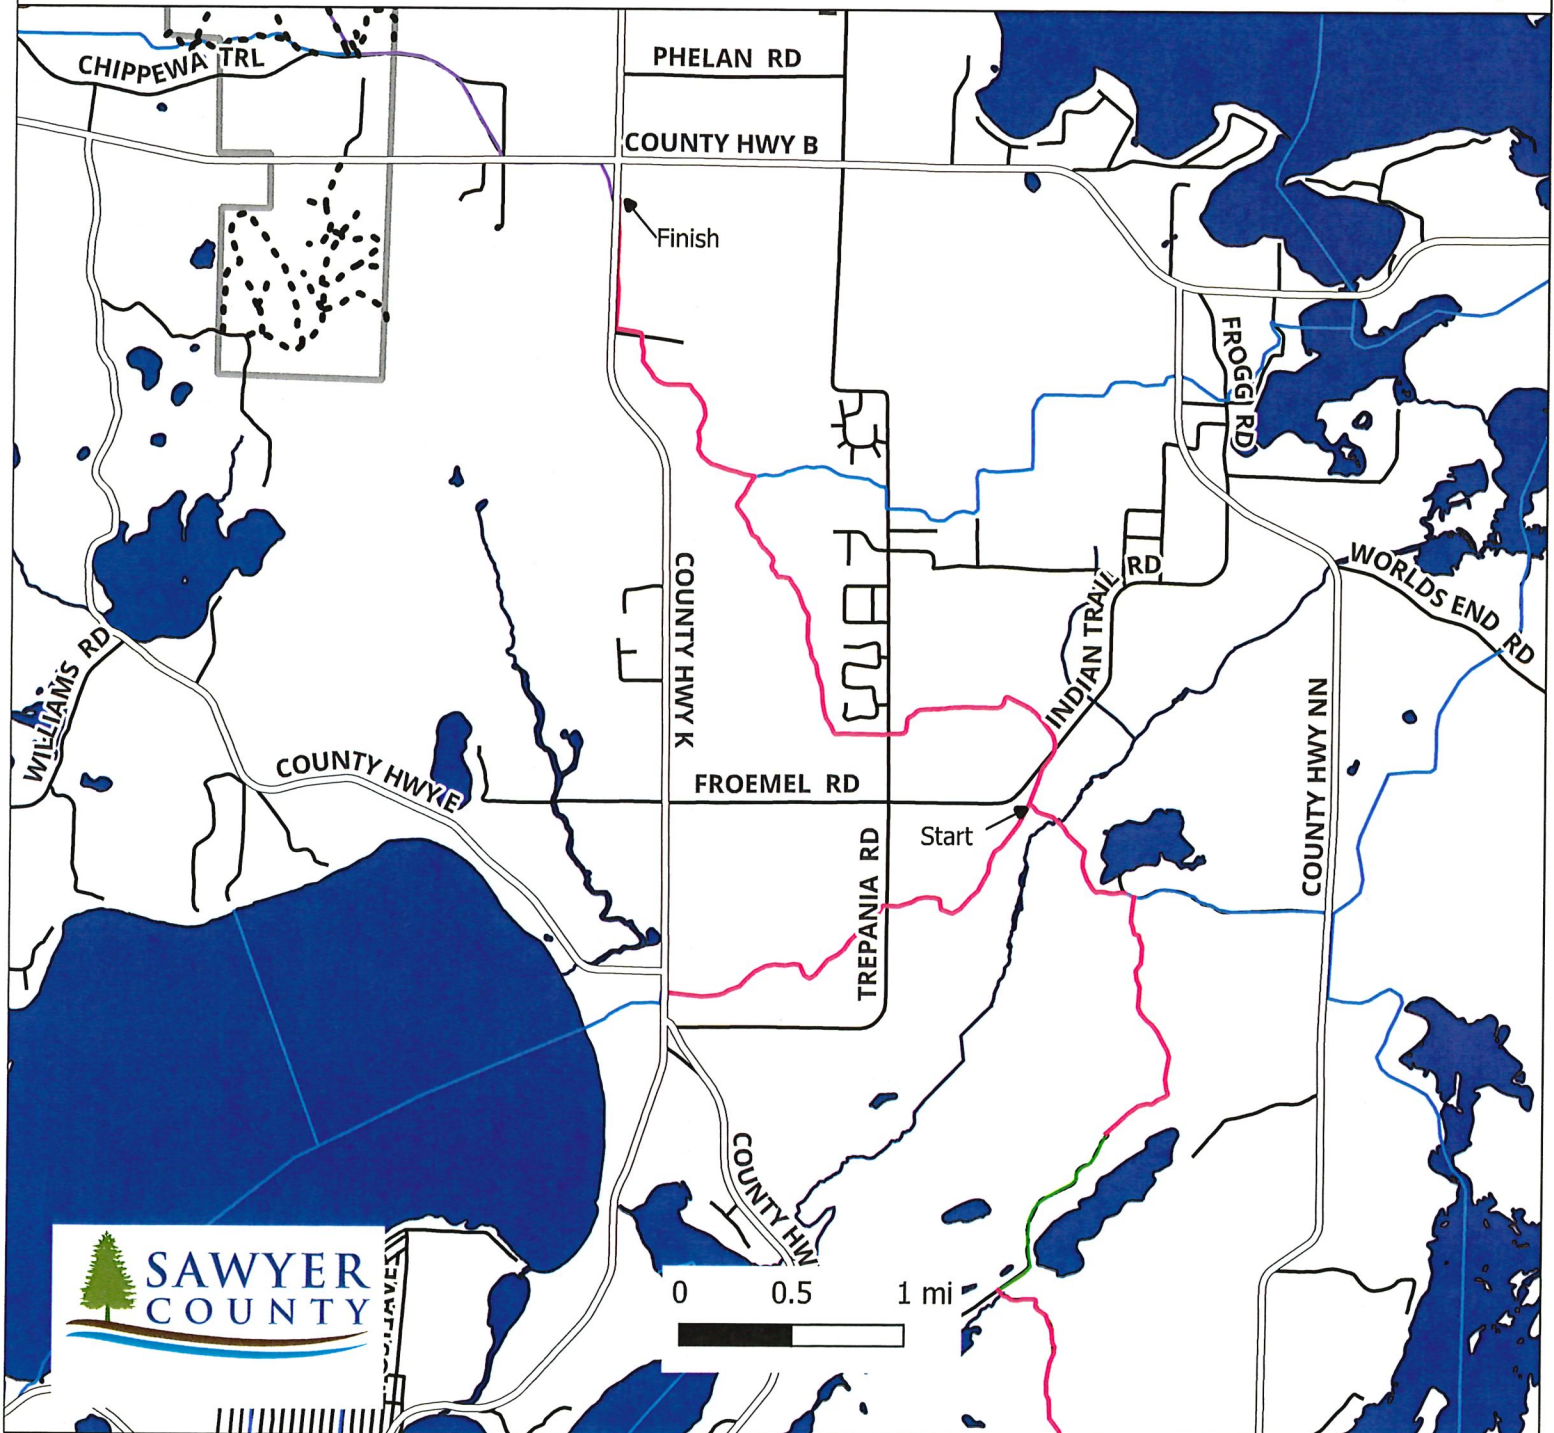 PHELAN RD
CHIPPEWA TRL
COUNTY HWY B
Finish
FROGG RD
WORLDS END RD
RD
INDIAN TRAIL
COUNTY HWY K
WILLIAMS RD
COUNTY HWY NN
COUNTY HWY E
FROEMEL RD
Start
TREPANIA RD
COUNTY HW
SAWYER
COUNTY
0 0.5 1 mi